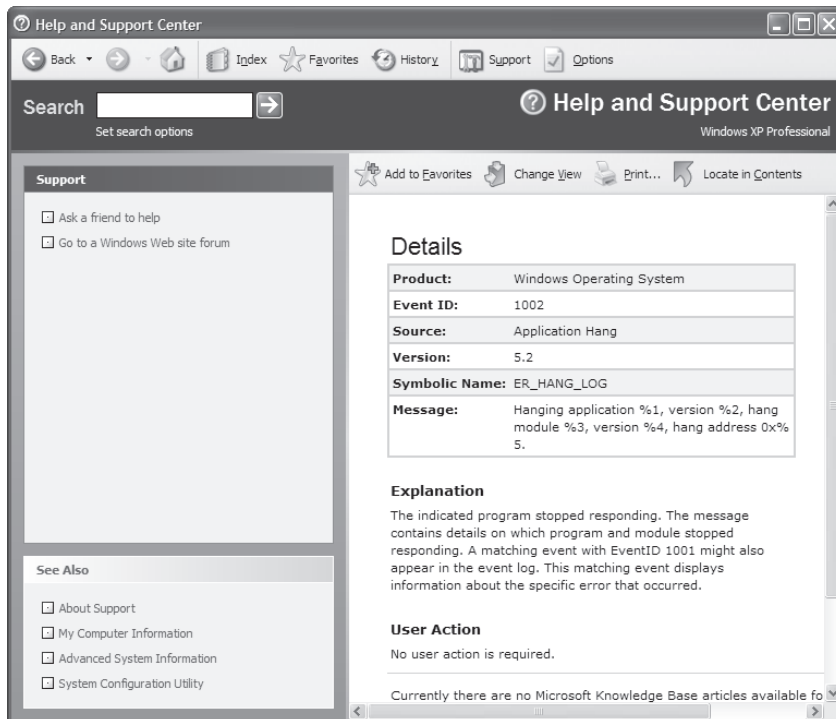 Help and Support Center
Back Index Favorites History Support Options
Search
Set search options
Help and Support Center
Windows XP Professional
Support
Ask a friend to help
Go to a Windows Web site forum
See Also
About Support
My Computer Information
Advanced System Information
System Configuration Utility
Add to Favorites Change View Print... Locate in Contents
Details
Product: Windows Operating System
Event ID: 1002
Source: Application Hang
Version: 5.2
Symbolic Name: ER_HANG_LOG
Message: Hanging application %1, version %2, hang
module %3, version %4, hang address 0x%
5.
Explanation
The indicated program stopped responding. The message
contains details on which program and module stopped
responding. A matching event with EventID 1001 might also
appear in the event log. This matching event displays
information about the specific error that occurred.
User Action
No user action is required.
Currently there are no Microsoft Knowledge Base articles available fo